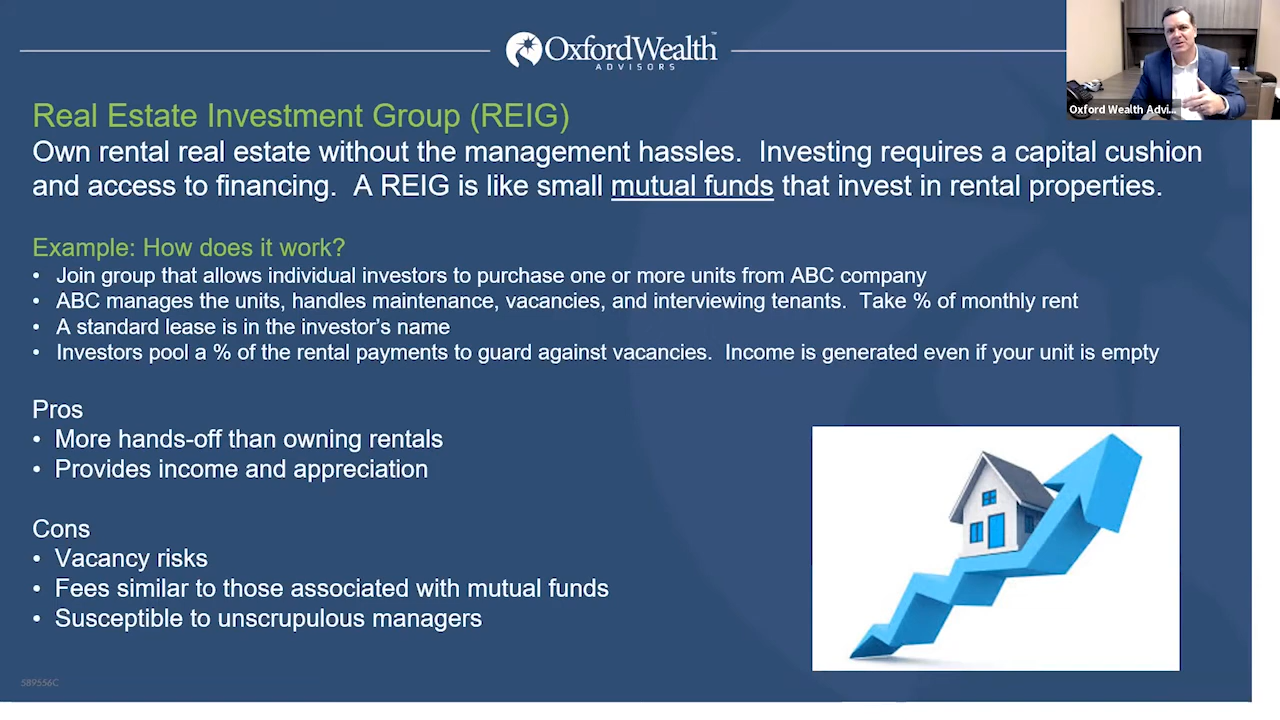 OxfordWealth™
ADVISORS
Oxford Wealth Advi...
Real Estate Investment Group (REIG)
Own rental real estate without the management hassles.  Investing requires a capital cushion
and access to financing.  A REIG is like small mutual funds that invest in rental properties.
Example: How does it work?
• Join group that allows individual investors to purchase one or more units from ABC company
• ABC manages the units, handles maintenance, vacancies, and interviewing tenants.  Take % of monthly rent
• A standard lease is in the investor's name
• Investors pool a % of the rental payments to guard against vacancies.  Income is generated even if your unit is empty
Pros
• More hands-off than owning rentals
• Provides income and appreciation
Cons
• Vacancy risks
• Fees similar to those associated with mutual funds
• Susceptible to unscrupulous managers
589556C